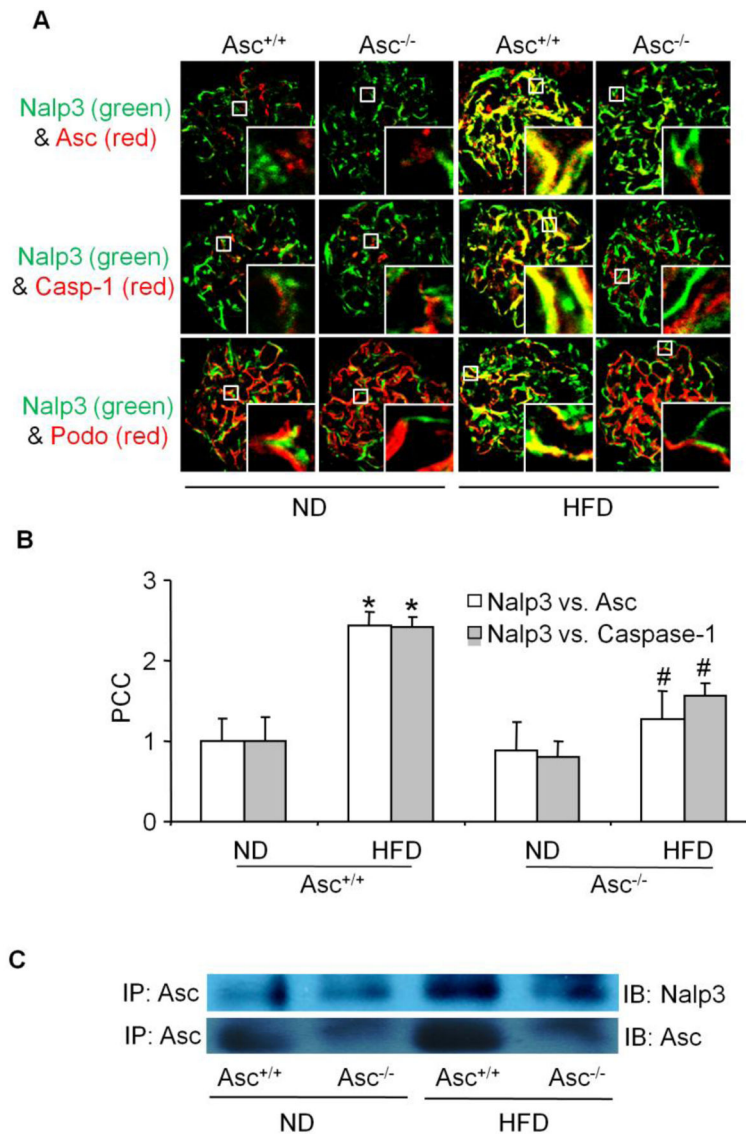 A
Asc+/+ Asc-/- Asc+/+ Asc-/-
Nalp3 (green)
& Asc (red)
Nalp3 (green)
& Casp-1 (red)
Nalp3 (green)
& Podo (red)
ND HFD
B
3
2
1
0
PCC
* *
# #
Nalp3 vs. Asc
Nalp3 vs. Caspase-1
ND HFD ND HFD
Asc+/+ Asc-/-
C
IP: Asc IB: Nalp3
IP: Asc IB: Asc
Asc+/+ Asc-/- Asc+/+ Asc-/-
ND HFD